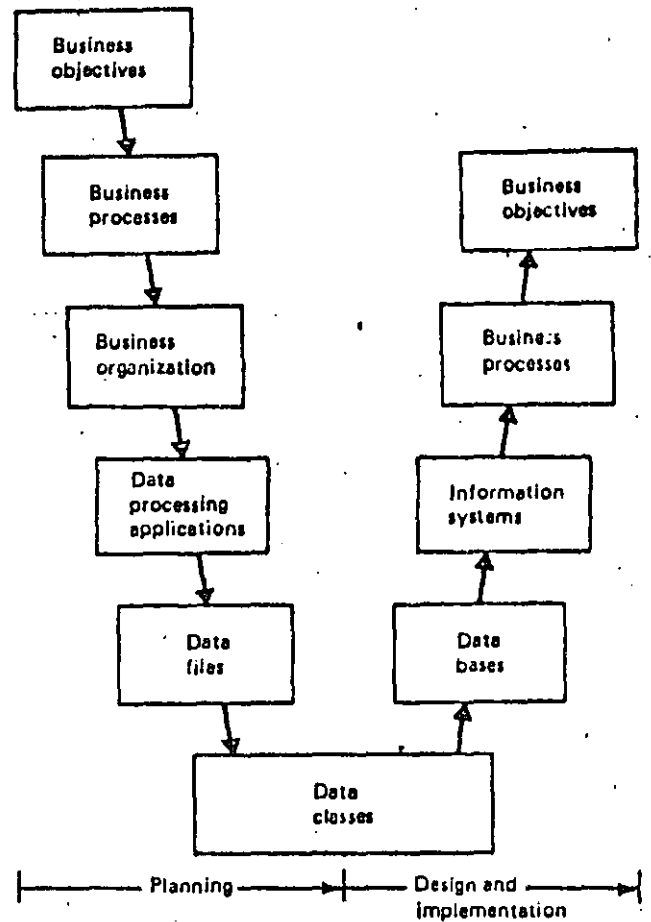 Business
objectives
Business
processes
Business
organization
Data
processing
applications
Data
files
Data
classes
Data
bases
Information
systems
Business
processes
Business
objectives
Planning
Design and
implementation